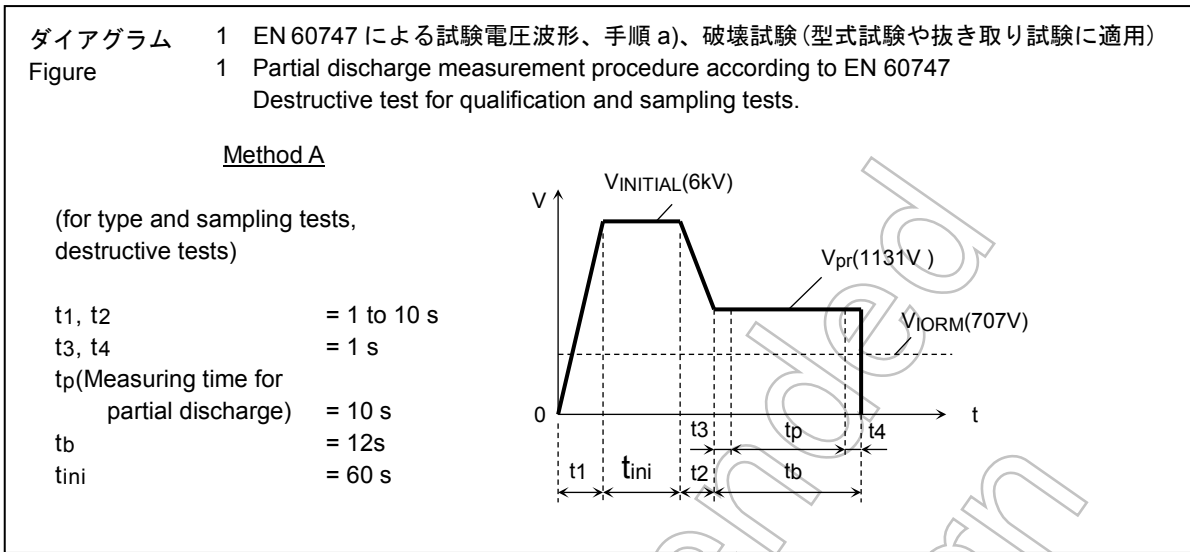 ダイアグラム 1 EN 60747 による試験電圧波形、手順 a)、破壊試験(型式試験や抜き取り試験に適用)
Figure 1 Partial discharge measurement procedure according to EN 60747
Destructive test for qualification and sampling tests.
Method A
(for type and sampling tests,
destructive tests)
t1, t2 = 1 to 10 s
t3, t4 = 1 s
tp(Measuring time for
partial discharge) = 10 s
tb = 12s
tini = 60 s
VINITIAL(6kV)
V
Vpr(1131V )
VIORM(707V)
0
t
t3 tp t4
t1 tini t2 tb